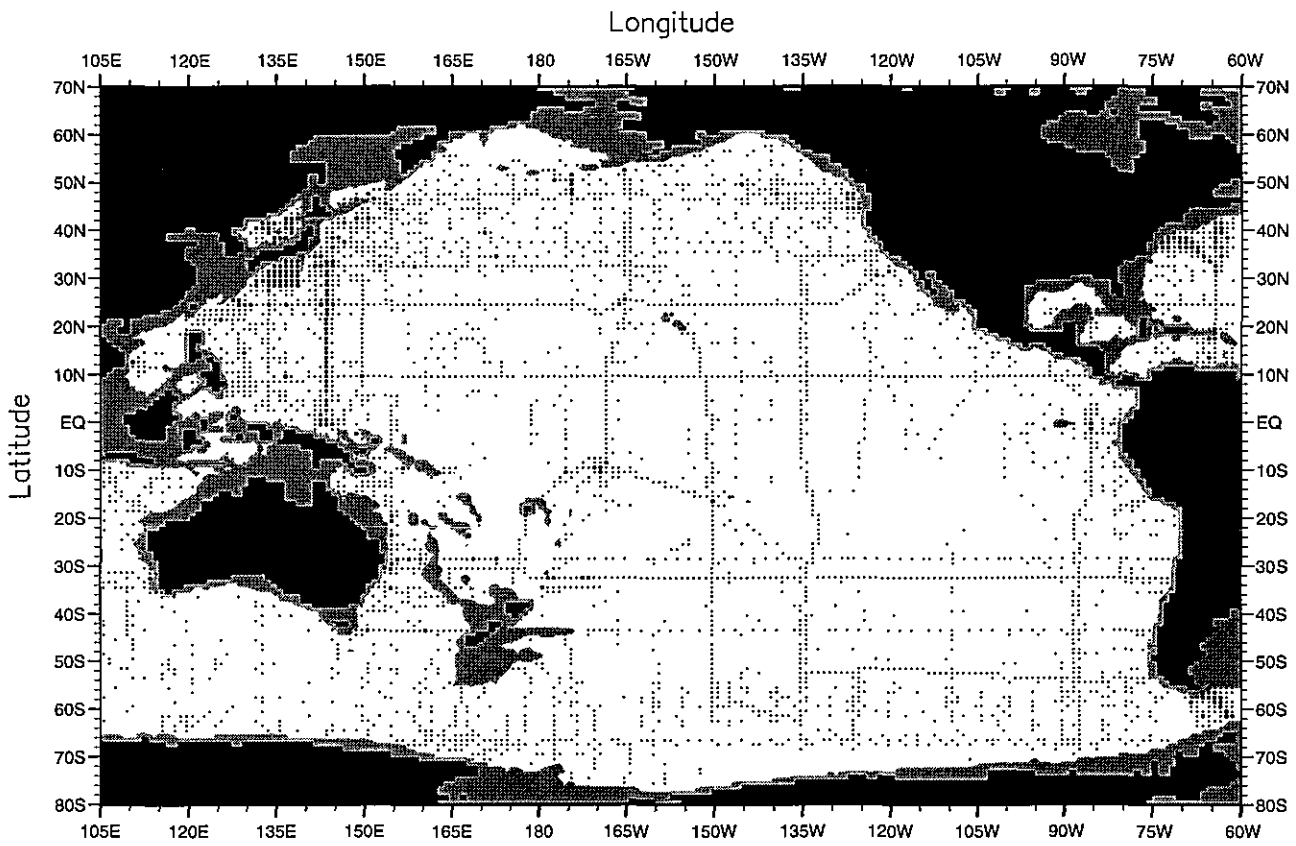 Longitude
105E 120E 135E 150E 165E 180 165W 150W 135W 120W 105W 90W 75W 60W
70N 70N
60N 60N
50N 50N
40N 40N
30N 30N
20N 20N
10N 10N
Latitude
EQ EQ
10S 10S
20S 20S
30S 30S
40S 40S
50S 50S
60S 60S
70S 70S
80S 80S
105E 120E 135E 150E 165E 180 165W 150W 135W 120W 105W 90W 75W 60W